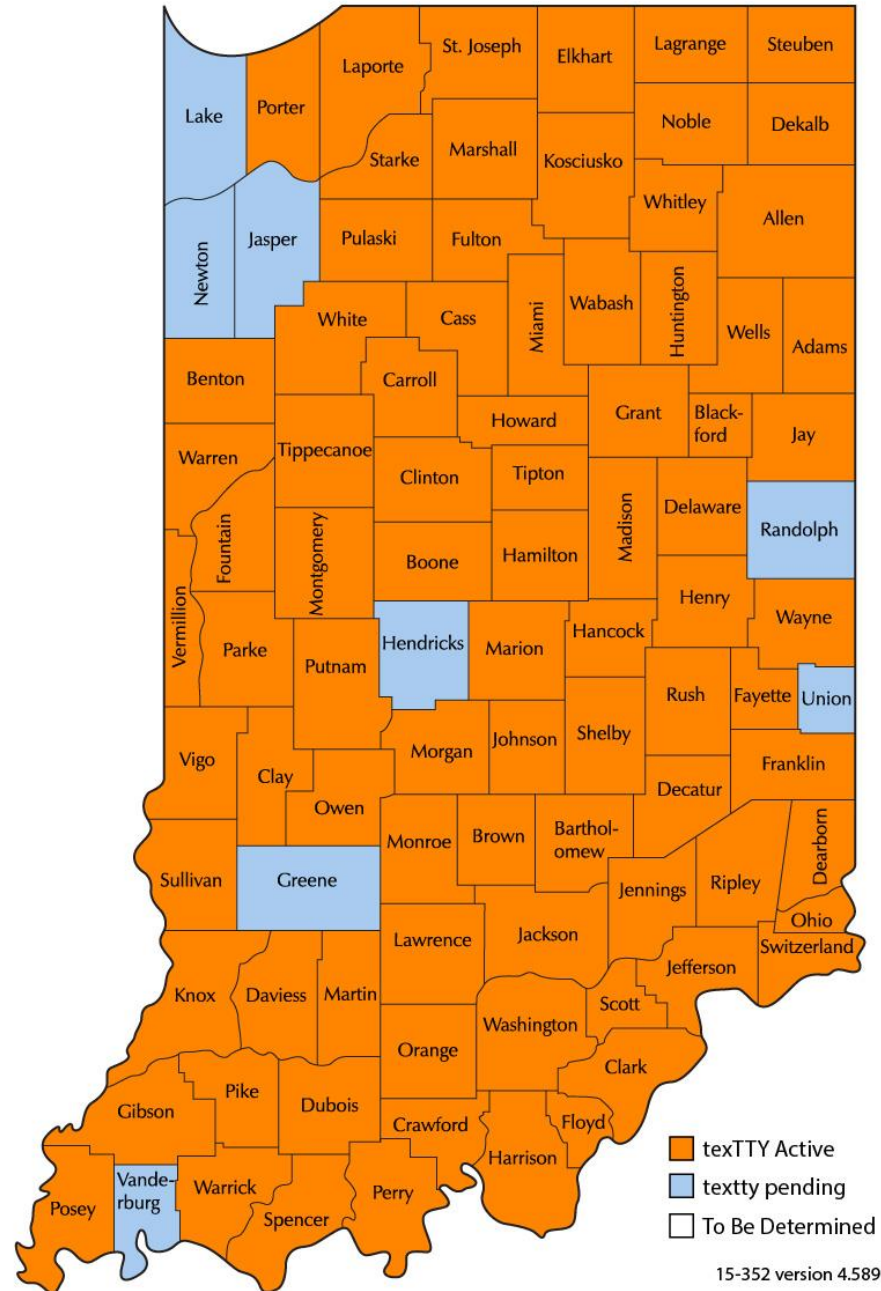 St. Joseph
Lagrange
Steuben
Elkhart
Laporte
Lake
Porter
Noble
Dekalb
Starke
Marshall
Kosciusko
Whitley
Allen
Newton
Jasper
Pulaski
Fulton
White
Cass
Miami
Wabash
Huntington
Wells
Adams
Benton
Carroll
Howard
Grant
Black-
ford
Jay
Warren
Tippecanoe
Clinton
Tipton
Madison
Delaware
Randolph
Fountain
Montgomery
Boone
Hamilton
Henry
Wayne
Vermillion
Parke
Putnam
Hendricks
Marion
Hancock
Rush
Fayette
Union
Vigo
Clay
Owen
Morgan
Johnson
Shelby
Decatur
Franklin
Sullivan
Greene
Monroe
Brown
Barthol-
omew
Jennings
Ripley
Dearborn
Ohio
Switzerland
Lawrence
Jackson
Jefferson
Knox
Daviess
Martin
Orange
Washington
Scott
Clark
Gibson
Pike
Dubois
Crawford
Harrison
Floyd
Posey
Vande-
rburg
Warrick
Spencer
Perry
texTTY Active
textty pending
To Be Determined
15-352 version 4.589